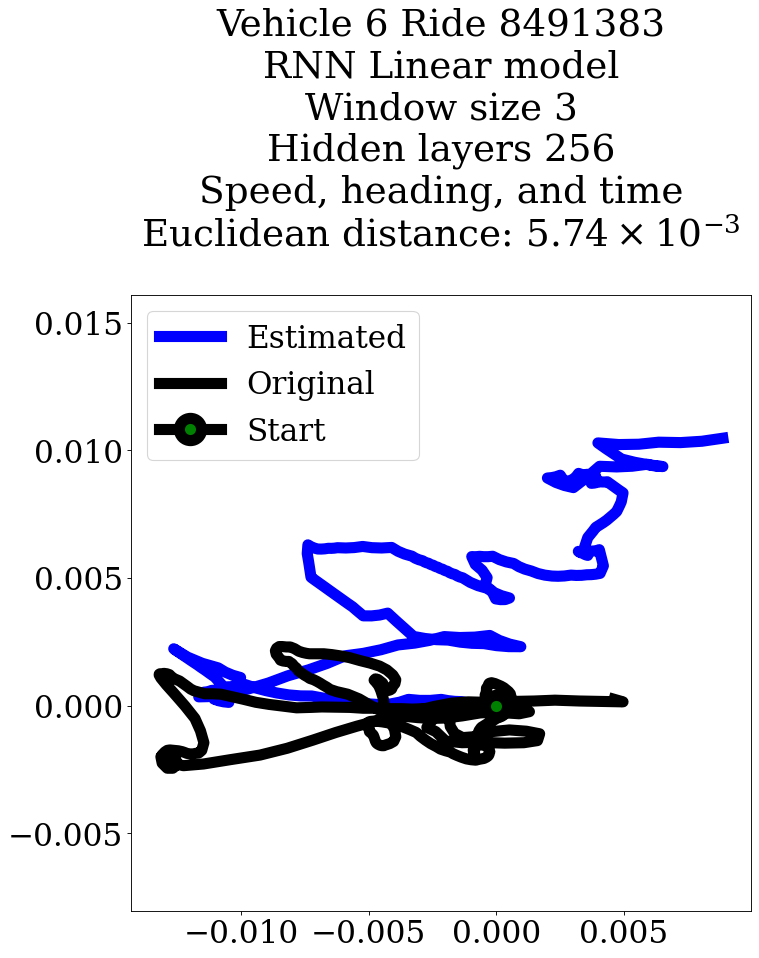 Vehicle 6 Ride 8491383
RNN Linear model
Window size 3
Hidden layers 256
Speed, heading, and time
Euclidean distance: 5.74 × 10⁻³
0.015
0.010
0.005
0.000
−0.005
Estimated
Original
Start
−0.010 −0.005 0.000 0.005